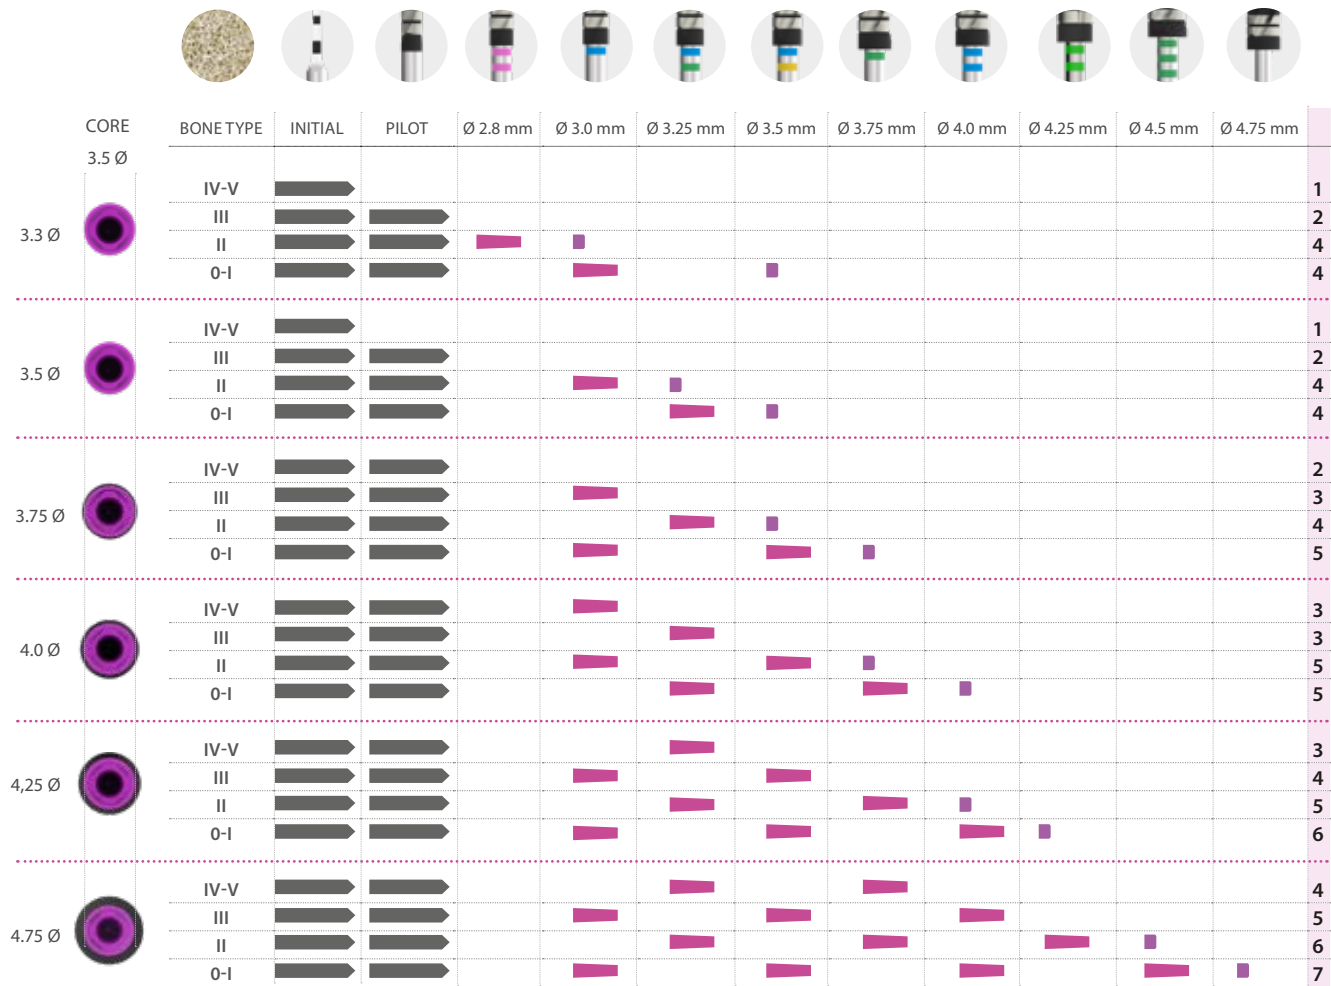 CORE
BONE TYPE INITIAL PILOT Ø 2.8 mm Ø 3.0 mm Ø 3.25 mm Ø 3.5 mm Ø 3.75 mm Ø 4.0 mm Ø 4.25 mm Ø 4.5 mm Ø 4.75 mm
3.5 Ø
3.3 Ø
IV-V 1
III 2
II 4
0-I 4
3.5 Ø
IV-V 1
III 2
II 4
0-I 4
3.75 Ø
IV-V 2
III 3
II 4
0-I 5
4.0 Ø
IV-V 3
III 3
II 5
0-I 5
4,25 Ø
IV-V 3
III 4
II 5
0-I 6
4.75 Ø
IV-V 4
III 5
II 6
0-I 7